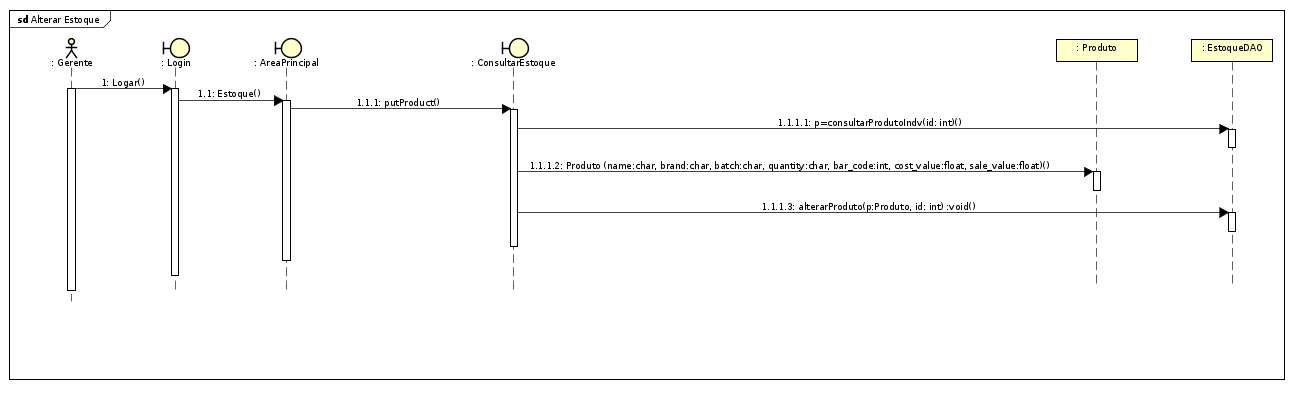 sd Alterar Estoque
: Gerente
: Login
: AreaPrincipal
: ConsultarEstoque
: Produto
: EstoqueDAO
1: Logar()
1.1: Estoque()
1.1.1: putProduct()
1.1.1.1: p=consultarProdutoIndv(id: int)()
1.1.1.2: Produto (name:char, brand:char, batch:char, quantity:char, bar_code:int, cost_value:float, sale_value:float)()
1.1.1.3: alterarProduto(p:Produto, id: int) :void()